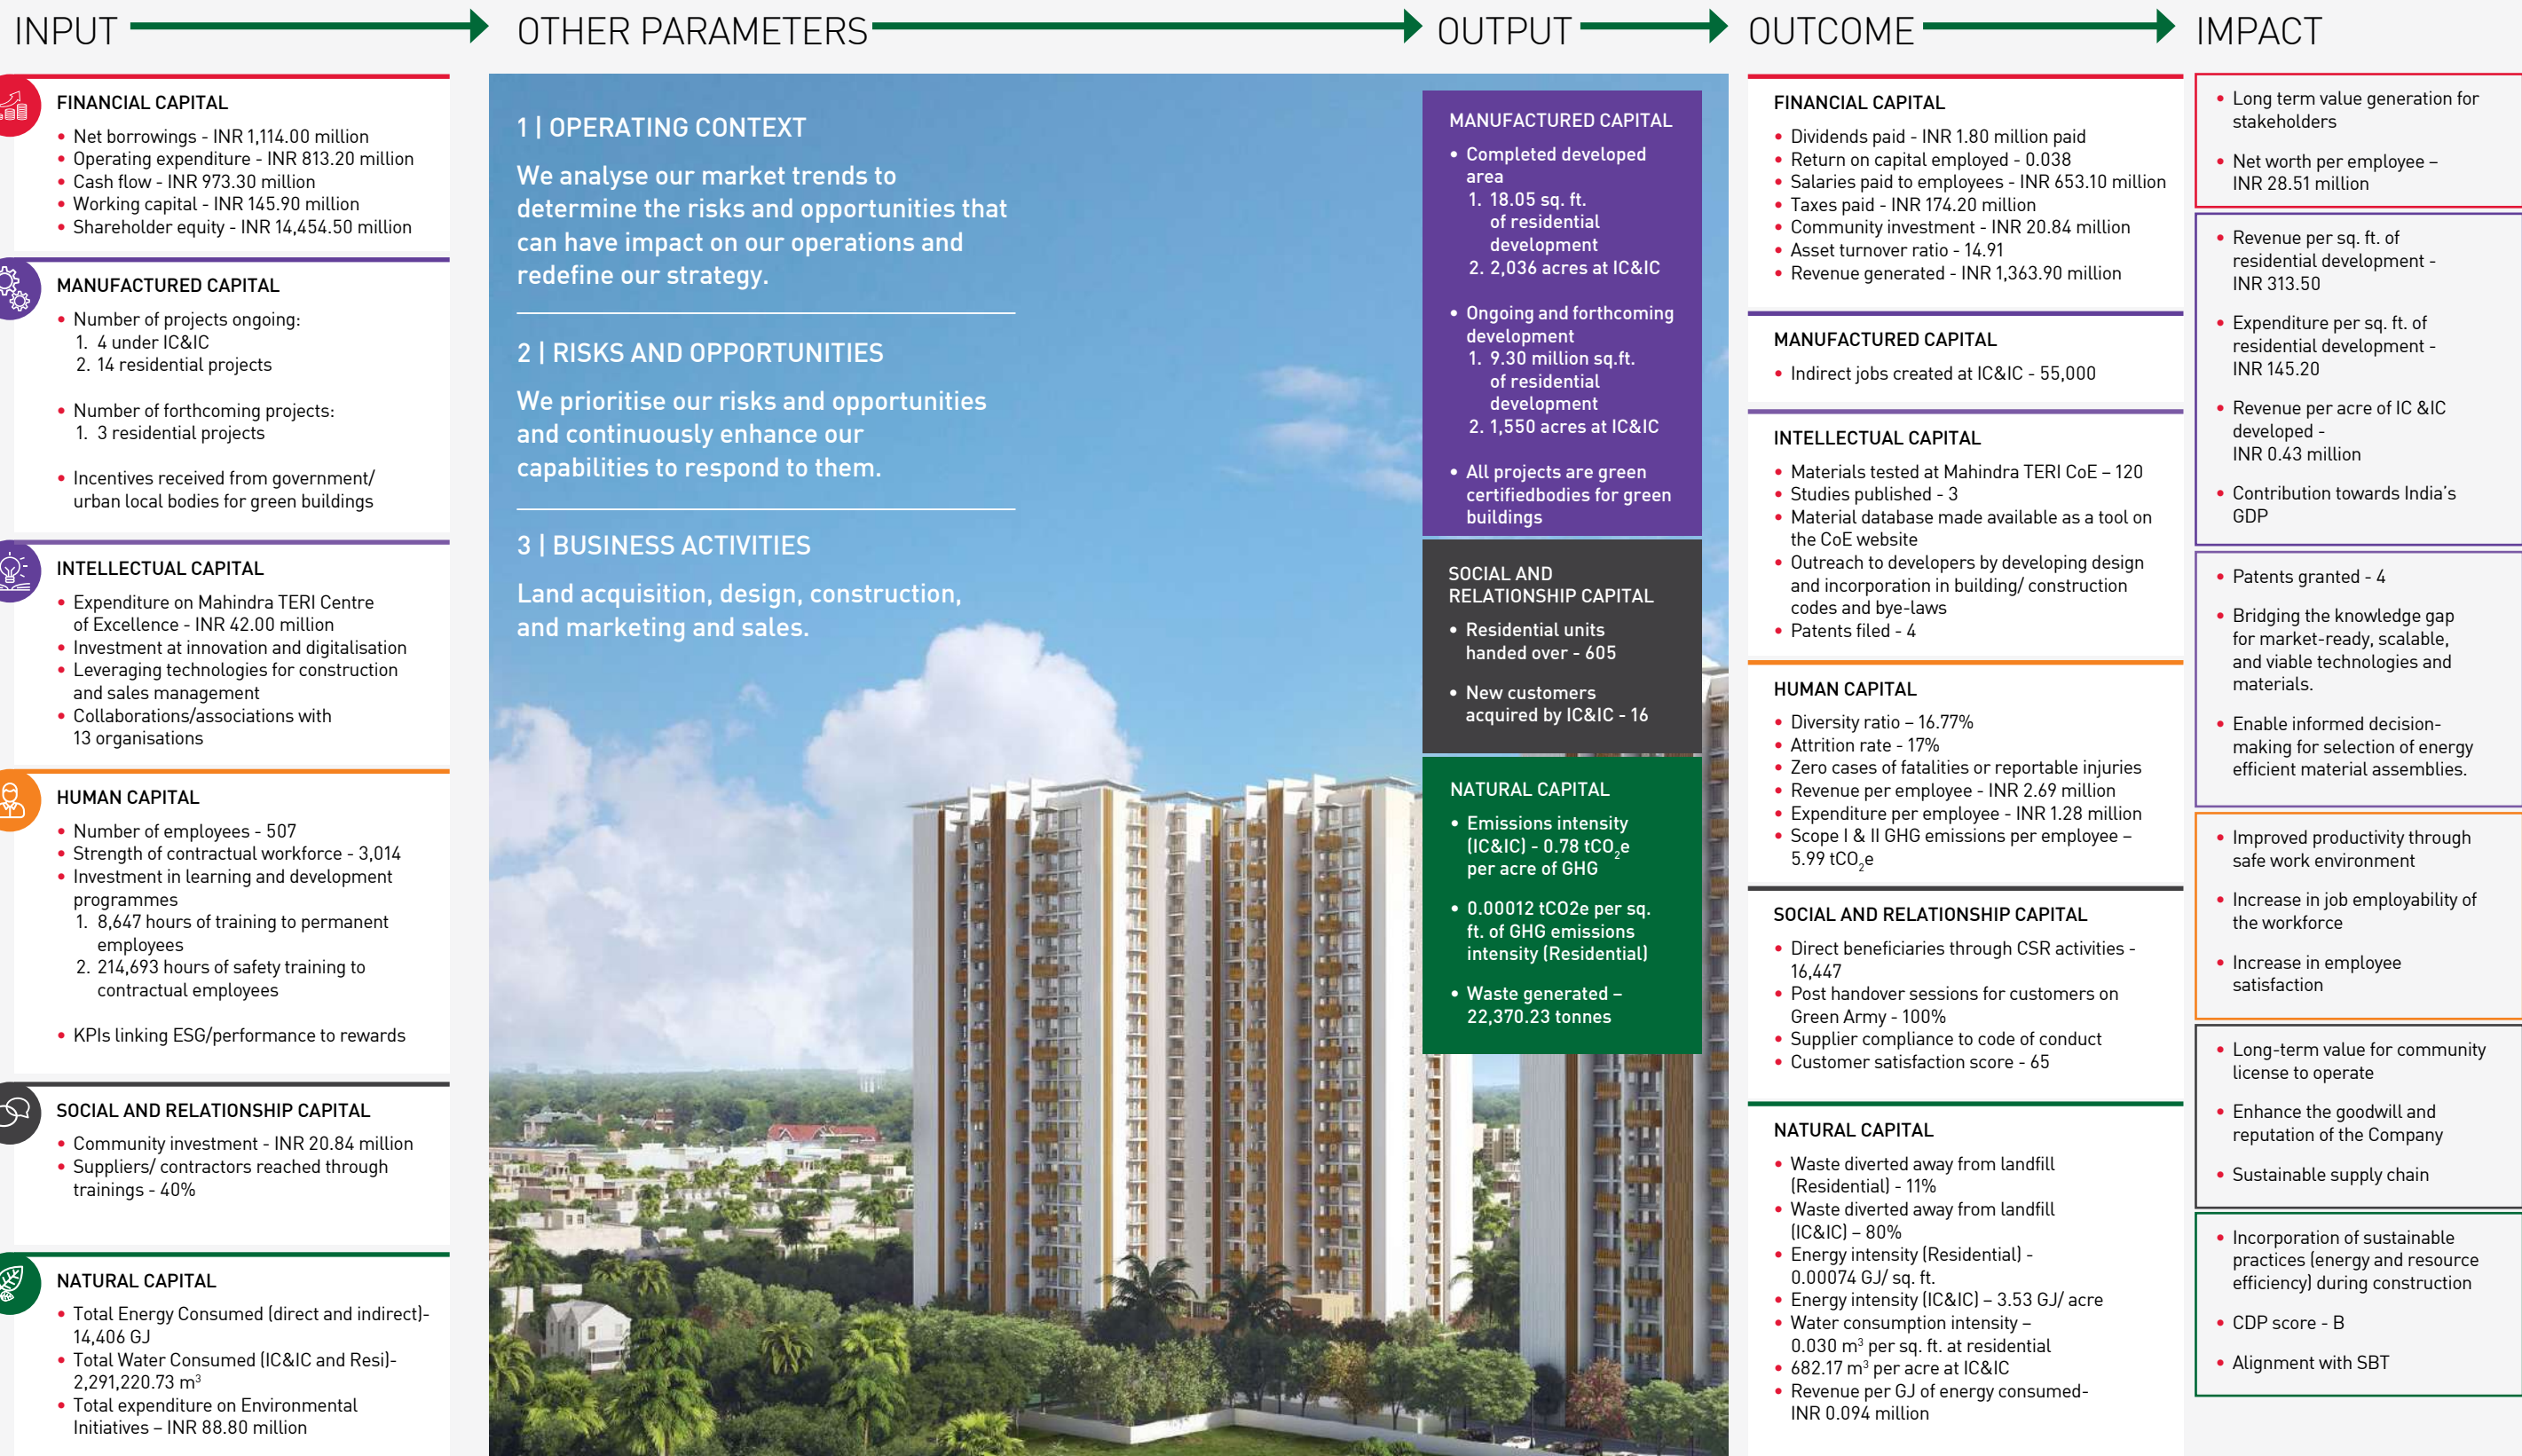 INPUT
OTHER PARAMETERS
OUTPUT
OUTCOME
IMPACT
FINANCIAL CAPITAL
• Net borrowings - INR 1,114.00 million
• Operating expenditure - INR 813.20 million
• Cash flow - INR 973.30 million
• Working capital - INR 145.90 million
• Shareholder equity - INR 14,454.50 million
MANUFACTURED CAPITAL
• Number of projects ongoing:
1. 4 under IC&IC
2. 14 residential projects
• Number of forthcoming projects:
1. 3 residential projects
• Incentives received from government/
urban local bodies for green buildings
INTELLECTUAL CAPITAL
• Expenditure on Mahindra TERI Centre
of Excellence - INR 42.00 million
• Investment at innovation and digitalisation
• Leveraging technologies for construction
and sales management
• Collaborations/associations with
13 organisations
HUMAN CAPITAL
• Number of employees - 507
• Strength of contractual workforce - 3,014
• Investment in learning and development
programmes
1. 8,647 hours of training to permanent
employees
2. 214,693 hours of safety training to
contractual employees
• KPIs linking ESG/performance to rewards
SOCIAL AND RELATIONSHIP CAPITAL
• Community investment - INR 20.84 million
• Suppliers/ contractors reached through
trainings - 40%
NATURAL CAPITAL
• Total Energy Consumed (direct and indirect)-
14,406 GJ
• Total Water Consumed (IC&IC and Resi)-
2,291,220.73 m³
• Total expenditure on Environmental
Initiatives – INR 88.80 million
1 | OPERATING CONTEXT
We analyse our market trends to
determine the risks and opportunities that
can have impact on our operations and
redefine our strategy.
2 | RISKS AND OPPORTUNITIES
We prioritise our risks and opportunities
and continuously enhance our
capabilities to respond to them.
3 | BUSINESS ACTIVITIES
Land acquisition, design, construction,
and marketing and sales.
MANUFACTURED CAPITAL
• Completed developed
area
1. 18.05 sq. ft.
of residential
development
2. 2,036 acres at IC&IC
• Ongoing and forthcoming
development
1. 9.30 million sq.ft.
of residential
development
2. 1,550 acres at IC&IC
• All projects are green
certifiedbodies for green
buildings
SOCIAL AND
RELATIONSHIP CAPITAL
• Residential units
handed over - 605
• New customers
acquired by IC&IC - 16
NATURAL CAPITAL
• Emissions intensity
(IC&IC) - 0.78 tCO₂e
per acre of GHG
• 0.00012 tCO2e per sq.
ft. of GHG emissions
intensity (Residential)
• Waste generated –
22,370.23 tonnes
FINANCIAL CAPITAL
• Dividends paid - INR 1.80 million paid
• Return on capital employed - 0.038
• Salaries paid to employees - INR 653.10 million
• Taxes paid - INR 174.20 million
• Community investment - INR 20.84 million
• Asset turnover ratio - 14.91
• Revenue generated - INR 1,363.90 million
MANUFACTURED CAPITAL
• Indirect jobs created at IC&IC - 55,000
INTELLECTUAL CAPITAL
• Materials tested at Mahindra TERI CoE – 120
• Studies published - 3
• Material database made available as a tool on
the CoE website
• Outreach to developers by developing design
and incorporation in building/ construction
codes and bye-laws
• Patents filed - 4
HUMAN CAPITAL
• Diversity ratio – 16.77%
• Attrition rate - 17%
• Zero cases of fatalities or reportable injuries
• Revenue per employee - INR 2.69 million
• Expenditure per employee - INR 1.28 million
• Scope I & II GHG emissions per employee –
5.99 tCO₂e
SOCIAL AND RELATIONSHIP CAPITAL
• Direct beneficiaries through CSR activities -
16,447
• Post handover sessions for customers on
Green Army - 100%
• Supplier compliance to code of conduct
• Customer satisfaction score - 65
NATURAL CAPITAL
• Waste diverted away from landfill
(Residential) - 11%
• Waste diverted away from landfill
(IC&IC) – 80%
• Energy intensity (Residential) -
0.00074 GJ/ sq. ft.
• Energy intensity (IC&IC) – 3.53 GJ/ acre
• Water consumption intensity –
0.030 m³ per sq. ft. at residential
• 682.17 m³ per acre at IC&IC
• Revenue per GJ of energy consumed-
INR 0.094 million
• Long term value generation for
stakeholders
• Net worth per employee –
INR 28.51 million
• Revenue per sq. ft. of
residential development -
INR 313.50
• Expenditure per sq. ft. of
residential development -
INR 145.20
• Revenue per acre of IC &IC
developed -
INR 0.43 million
• Contribution towards India's
GDP
• Patents granted - 4
• Bridging the knowledge gap
for market-ready, scalable,
and viable technologies and
materials.
• Enable informed decision-
making for selection of energy
efficient material assemblies.
• Improved productivity through
safe work environment
• Increase in job employability of
the workforce
• Increase in employee
satisfaction
• Long-term value for community
license to operate
• Enhance the goodwill and
reputation of the Company
• Sustainable supply chain
• Incorporation of sustainable
practices (energy and resource
efficiency) during construction
• CDP score - B
• Alignment with SBT